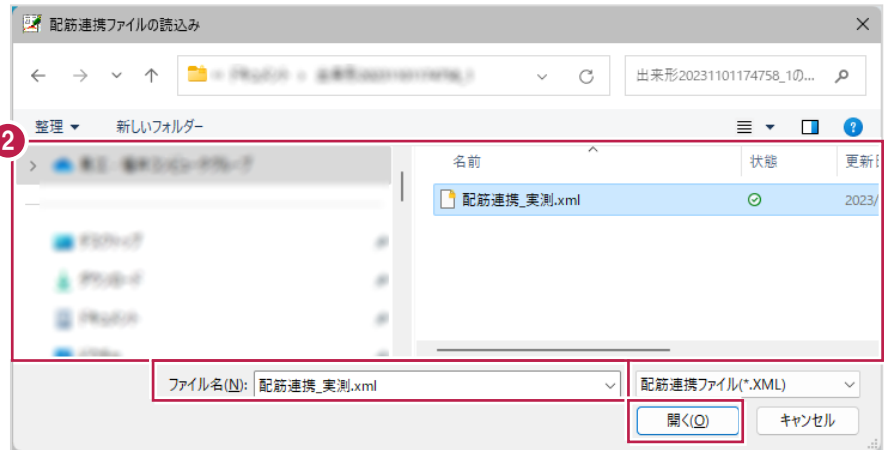 配筋連携ファイルの読込み
出来形20231101174758_1の...
整理 新しいフォルダー
2
名前 状態 更新日
配筋連携_実測.xml 2023/
ファイル名(N): 配筋連携_実測.xml 配筋連携ファイル(*.XML)
開く(O) キャンセル